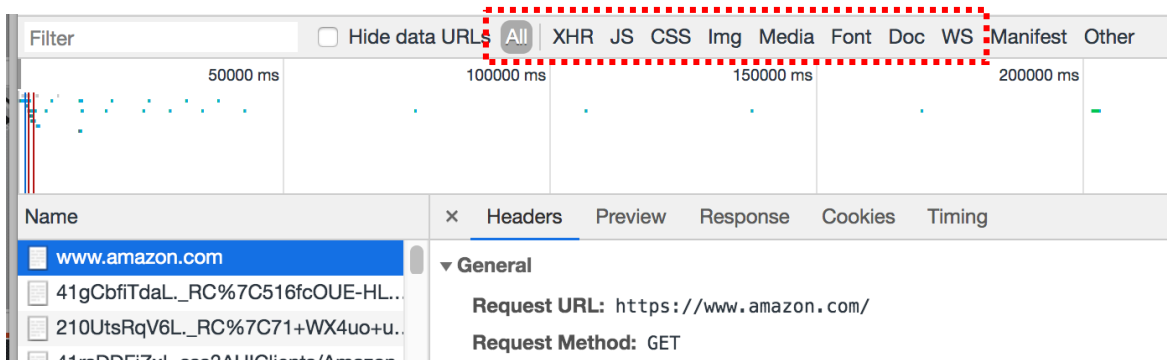 Filter Hide data URLs All XHR JS CSS Img Media Font Doc WS Manifest Other
50000 ms 100000 ms 150000 ms 200000 ms
Name × Headers Preview Response Cookies Timing
www.amazon.com
▼ General
41gCbfiTdaL._RC%7C516fcOUE-HL...
Request URL: https://www.amazon.com/
210UtsRqV6L._RC%7C71+WX4uo+u..
Request Method: GET